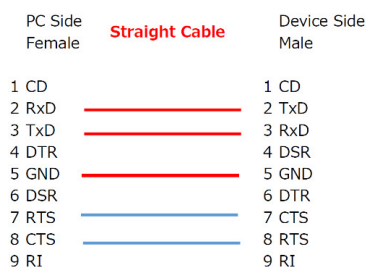 PC Side
Female
Straight Cable
Device Side
Male
1 CD
2 RxD
3 TxD
4 DTR
5 GND
6 DSR
7 RTS
8 CTS
9 RI
1 CD
2 TxD
3 RxD
4 DSR
5 GND
6 DTR
7 CTS
8 RTS
9 RI